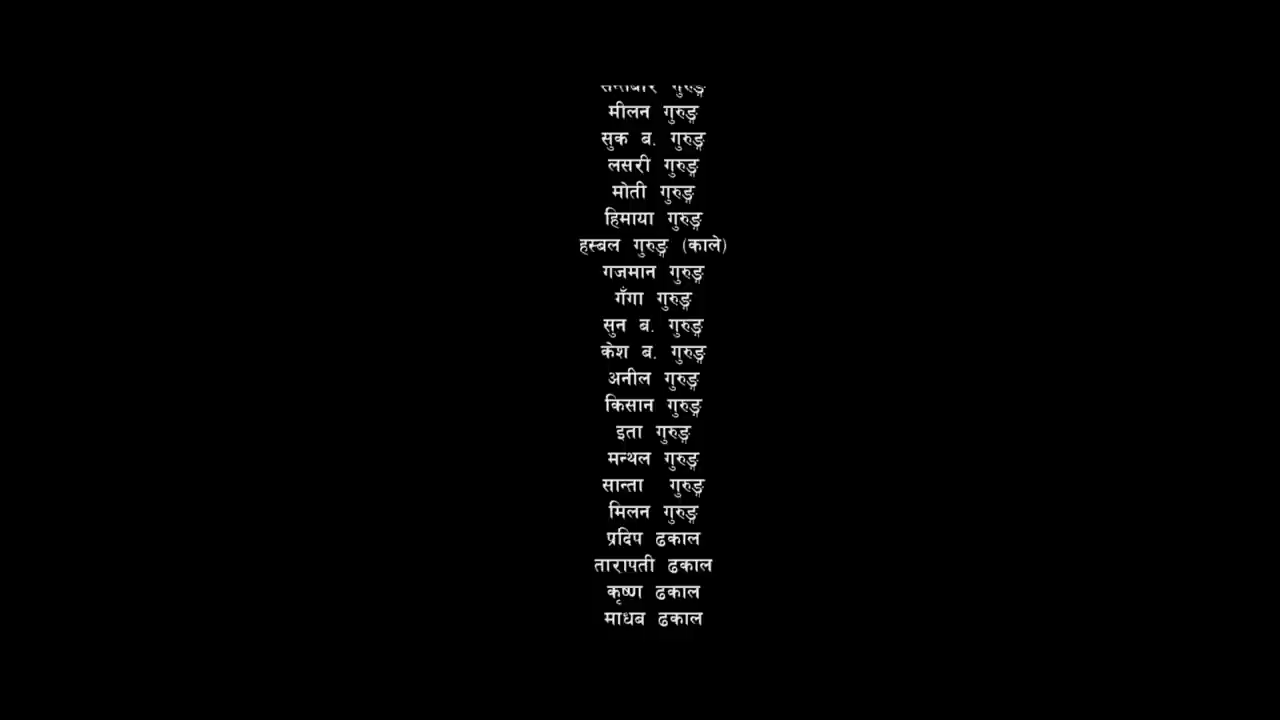 गुरुङ्ग
मीलन गुरुङ्ग
सुक ब. गुरुङ्ग
लसरी गुरुङ्ग
मोती गुरुङ्ग
हिमाया गुरुङ्ग
हस्बल गुरुङ्ग (काले)
गजमान गुरुङ्ग
गँगा गुरुङ्ग
सुन ब. गुरुङ्ग
केश ब. गुरुङ्ग
अनील गुरुङ्ग
किसान गुरुङ्ग
इता गुरुङ्ग
मन्थल गुरुङ्ग
सान्ता गुरुङ्ग
मिलन गुरुङ्ग
प्रदिप ढकाल
तारापती ढकाल
कृष्ण ढकाल
माधब ढकाल